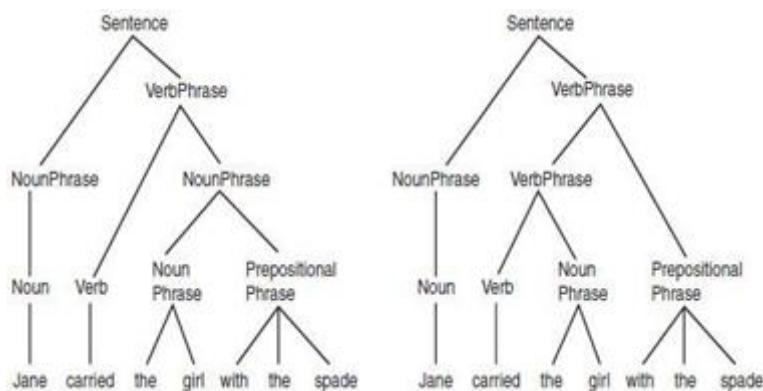 Sentence Sentence
VerbPhrase VerbPhrase
NounPhrase NounPhrase NounPhrase VerbPhrase
Noun Verb Noun Phrase Prepositional Phrase Noun Verb Noun Phrase Prepositional Phrase
Jane carried the girl with the spade Jane carried the girl with the spade